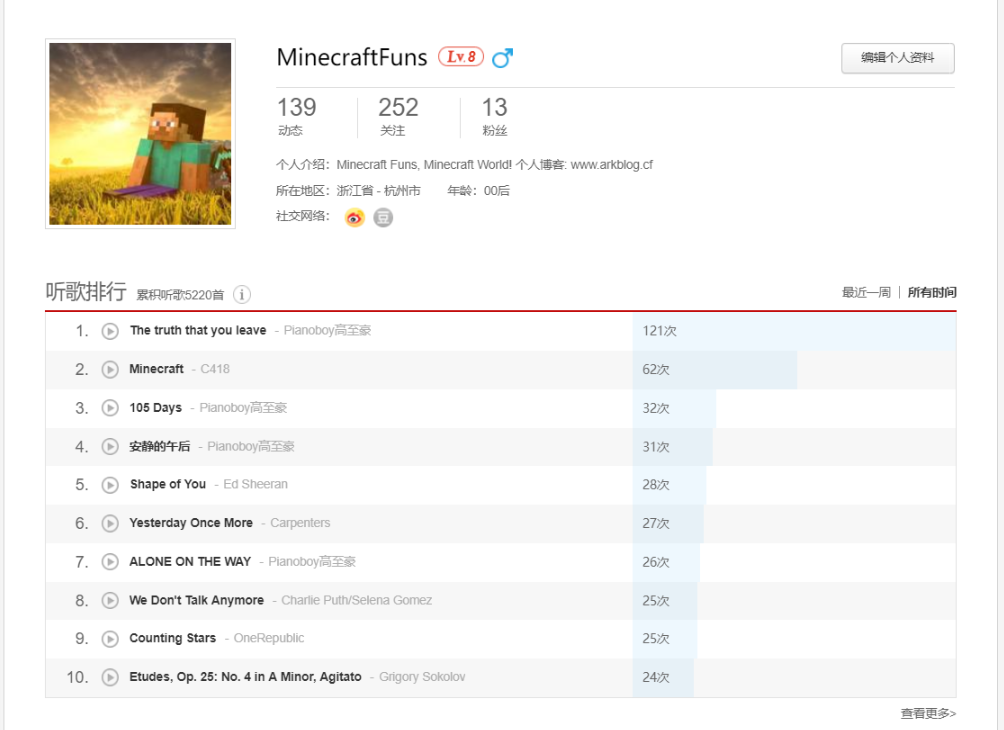 MinecraftFuns Lv.8 编辑个人资料
139 252 13
动态 关注 粉丝
个人介绍：Minecraft Funs, Minecraft World! 个人博客: www.arkblog.cf
所在地区：浙江省 - 杭州市 年龄：00后
社交网络： 豆
听歌排行 累积听歌5220首 i 最近一周 | 所有时间
1. The truth that you leave - Pianoboy高至豪 121次
2. Minecraft - C418 62次
3. 105 Days - Pianoboy高至豪 32次
4. 安静的午后 - Pianoboy高至豪 31次
5. Shape of You - Ed Sheeran 28次
6. Yesterday Once More - Carpenters 27次
7. ALONE ON THE WAY - Pianoboy高至豪 26次
8. We Don't Talk Anymore - Charlie Puth/Selena Gomez 25次
9. Counting Stars - OneRepublic 25次
10. Etudes, Op. 25: No. 4 in A Minor, Agitato - Grigory Sokolov 24次
查看更多>